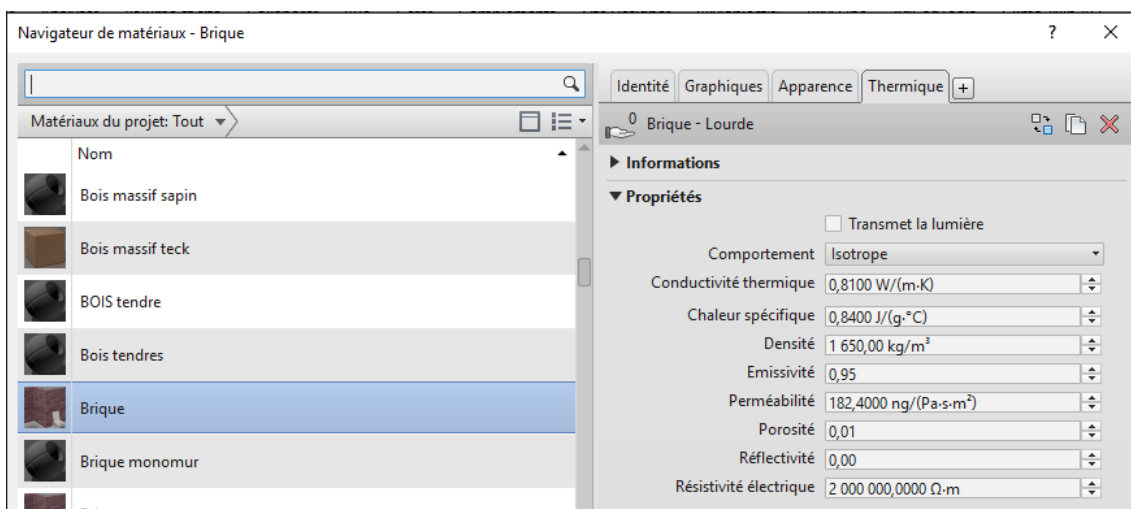 Navigateur de matériaux - Brique
? ×
Matériaux du projet: Tout
Nom
Bois massif sapin
Bois massif teck
BOIS tendre
Bois tendres
Brique
Brique monomur
Identité Graphiques Apparence Thermique +
0 Brique - Lourde
Informations
Propriétés
Transmet la lumière
Comportement Isotrope
Conductivité thermique 0,8100 W/(m·K)
Chaleur spécifique 0,8400 J/(g·°C)
Densité 1 650,00 kg/m³
Emissivité 0,95
Perméabilité 182,4000 ng/(Pa·s·m²)
Porosité 0,01
Réflectivité 0,00
Résistivité électrique 2 000 000,0000 Ω·m